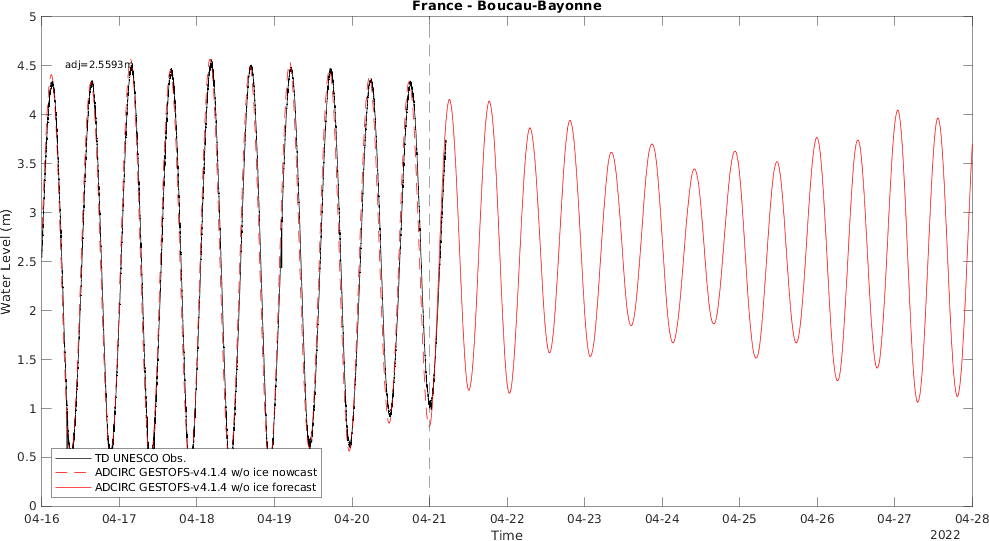 France - Boucau-Bayonne
adj=2.5593m
Water Level (m)
5
4.5
4
3.5
3
2.5
2
1.5
1
0.5
0
TD UNESCO Obs.
ADCIRC GESTOFS-v4.1.4 w/o ice nowcast
ADCIRC GESTOFS-v4.1.4 w/o ice forecast
04-16 04-17 04-18 04-19 04-20 04-21 04-22 04-23 04-24 04-25 04-26 04-27 04-28
Time
2022